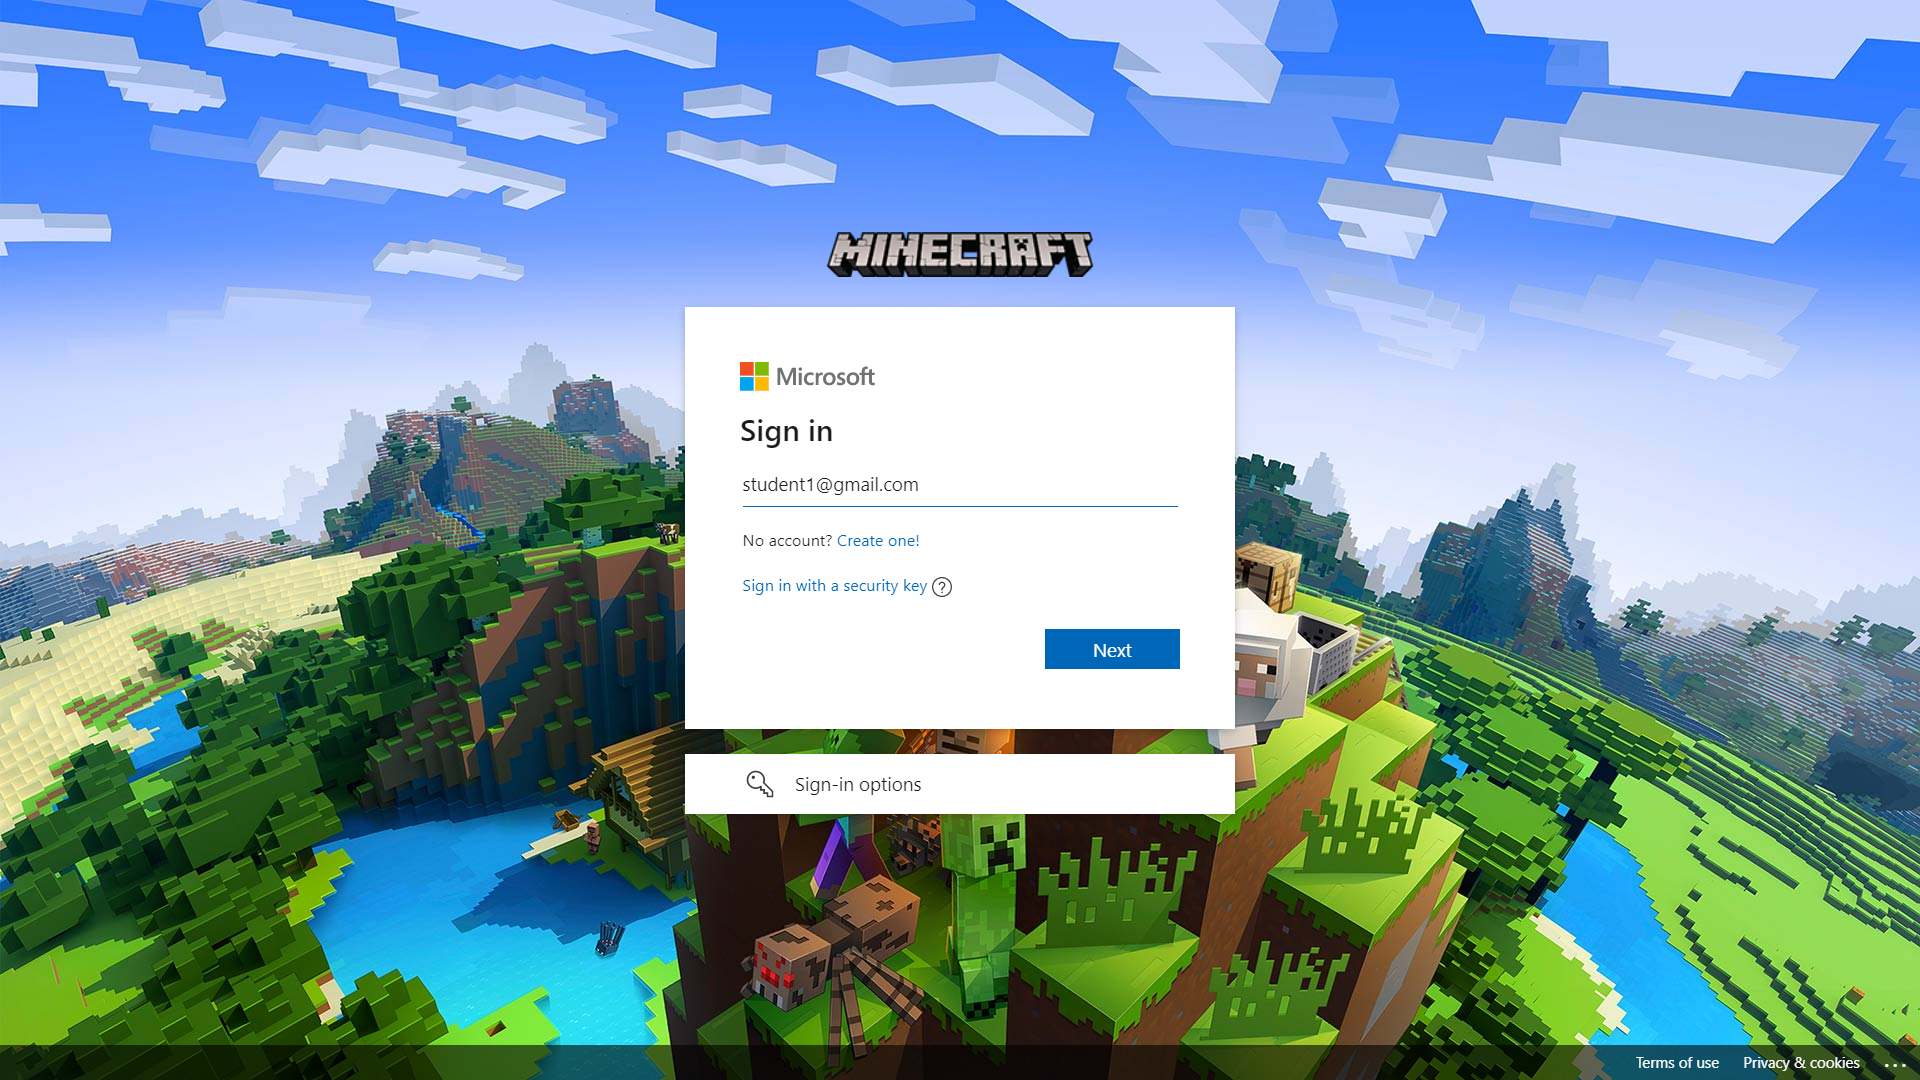 MINECRAFT
Microsoft
Sign in
student1@gmail.com
No account? Create one!
Sign in with a security key ?
Next
Sign-in options
Terms of use Privacy & cookies ...